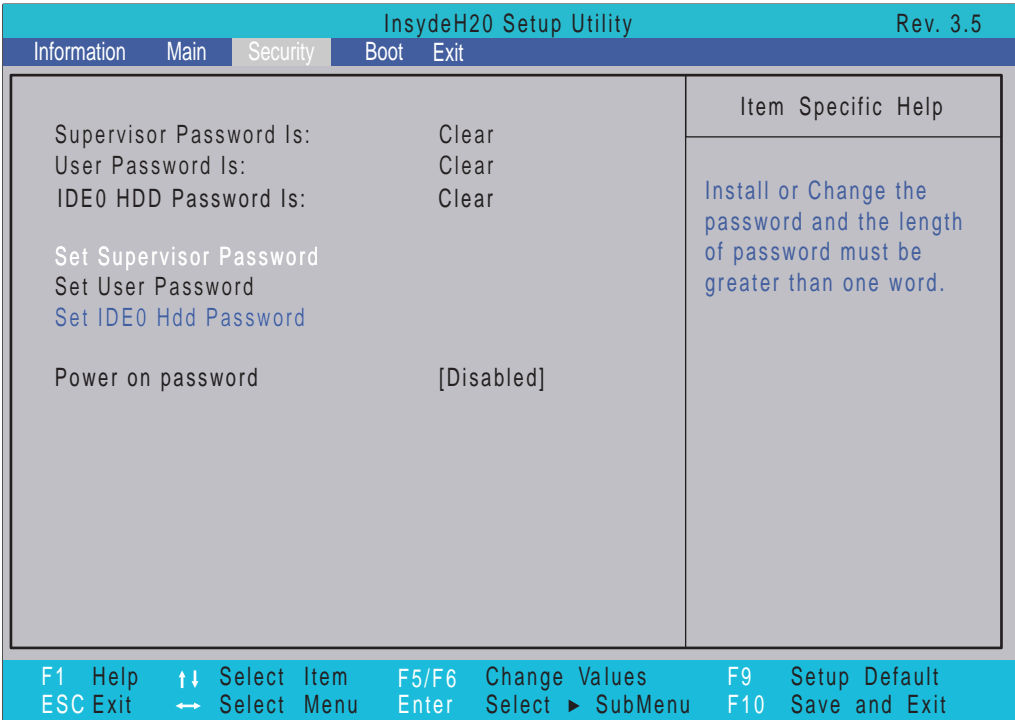 InsydeH20 Setup Utility Rev. 3.5
Information Main Security Boot Exit
Supervisor Password Is: Clear
User Password Is: Clear
IDE0 HDD Password Is: Clear
Set Supervisor Password
Set User Password
Set IDE0 Hdd Password
Power on password [Disabled]
Item Specific Help
Install or Change the
password and the length
of password must be
greater than one word.
F1 Help ↑↓ Select Item F5/F6 Change Values F9 Setup Default
ESC Exit ↔ Select Menu Enter Select ► SubMenu F10 Save and Exit